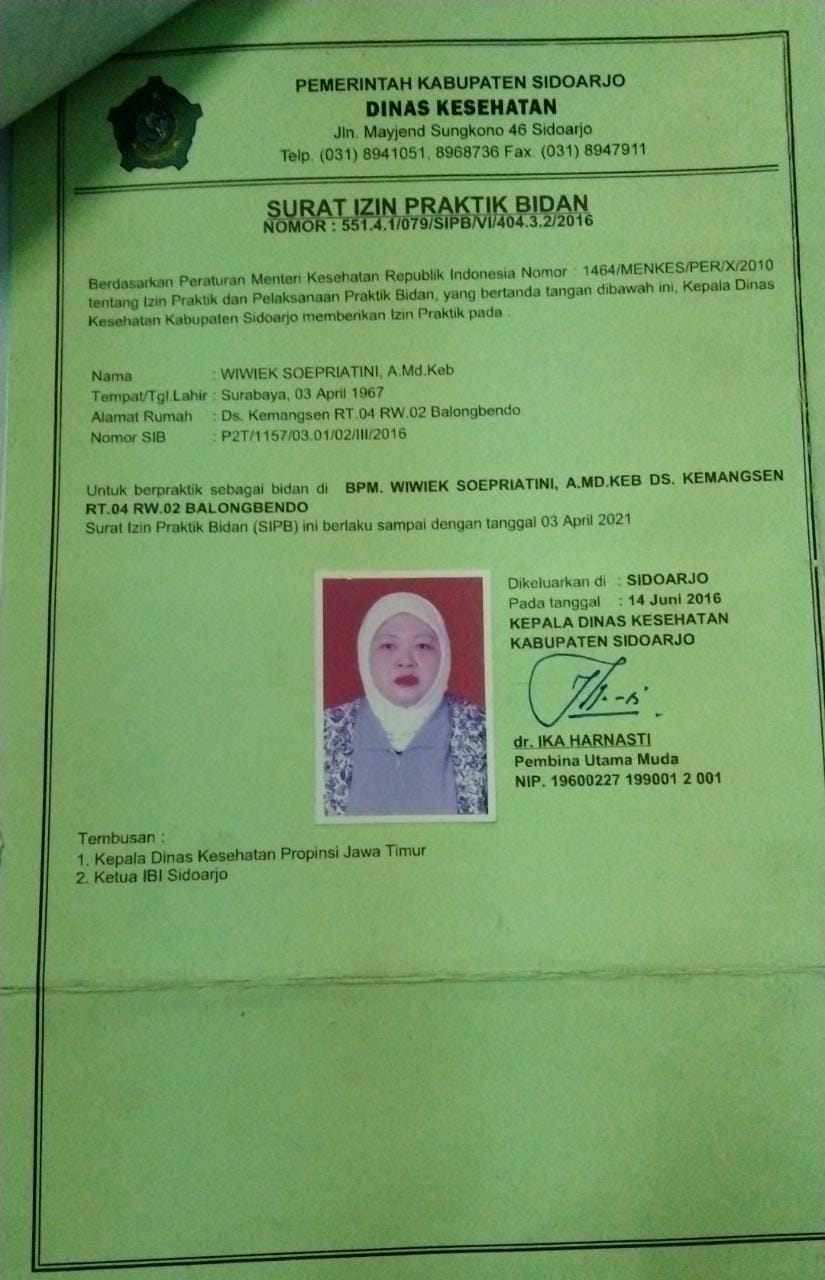 PEMERINTAH KABUPATEN SIDOARJO
DINAS KESEHATAN
Jln. Mayjend Sungkono 46 Sidoarjo
Telp. (031) 8941051, 8968736 Fax. (031) 8947911
SURAT IZIN PRAKTIK BIDAN
NOMOR : 551.4.1/079/SIPB/VI/404.3.2/2016
Berdasarkan Peraturan Menteri Kesehatan Republik Indonesia Nomor : 1464/MENKES/PER/X/2010
tentang Izin Praktik dan Pelaksanaan Praktik Bidan, yang bertanda tangan dibawah ini, Kepala Dinas
Kesehatan Kabupaten Sidoarjo memberikan Izin Praktik pada :
Nama : WIWIEK SOEPRIATINI, A.Md.Keb
Tempat/Tgl.Lahir : Surabaya, 03 April 1967
Alamat Rumah : Ds. Kemangsen RT.04 RW.02 Balongbendo
Nomor SIB : P2T/1157/03.01/02/III/2016
Untuk berpraktik sebagai bidan di BPM. WIWIEK SOEPRIATINI, A.MD.KEB DS. KEMANGSEN
RT.04 RW.02 BALONGBENDO
Surat Izin Praktik Bidan (SIPB) ini berlaku sampai dengan tanggal 03 April 2021
Dikeluarkan di : SIDOARJO
Pada tanggal : 14 Juni 2016
KEPALA DINAS KESEHATAN
KABUPATEN SIDOARJO
dr. IKA HARNASTI
Pembina Utama Muda
NIP. 19600227 199001 2 001
Tembusan :
1. Kepala Dinas Kesehatan Propinsi Jawa Timur
2. Ketua IBI Sidoarjo